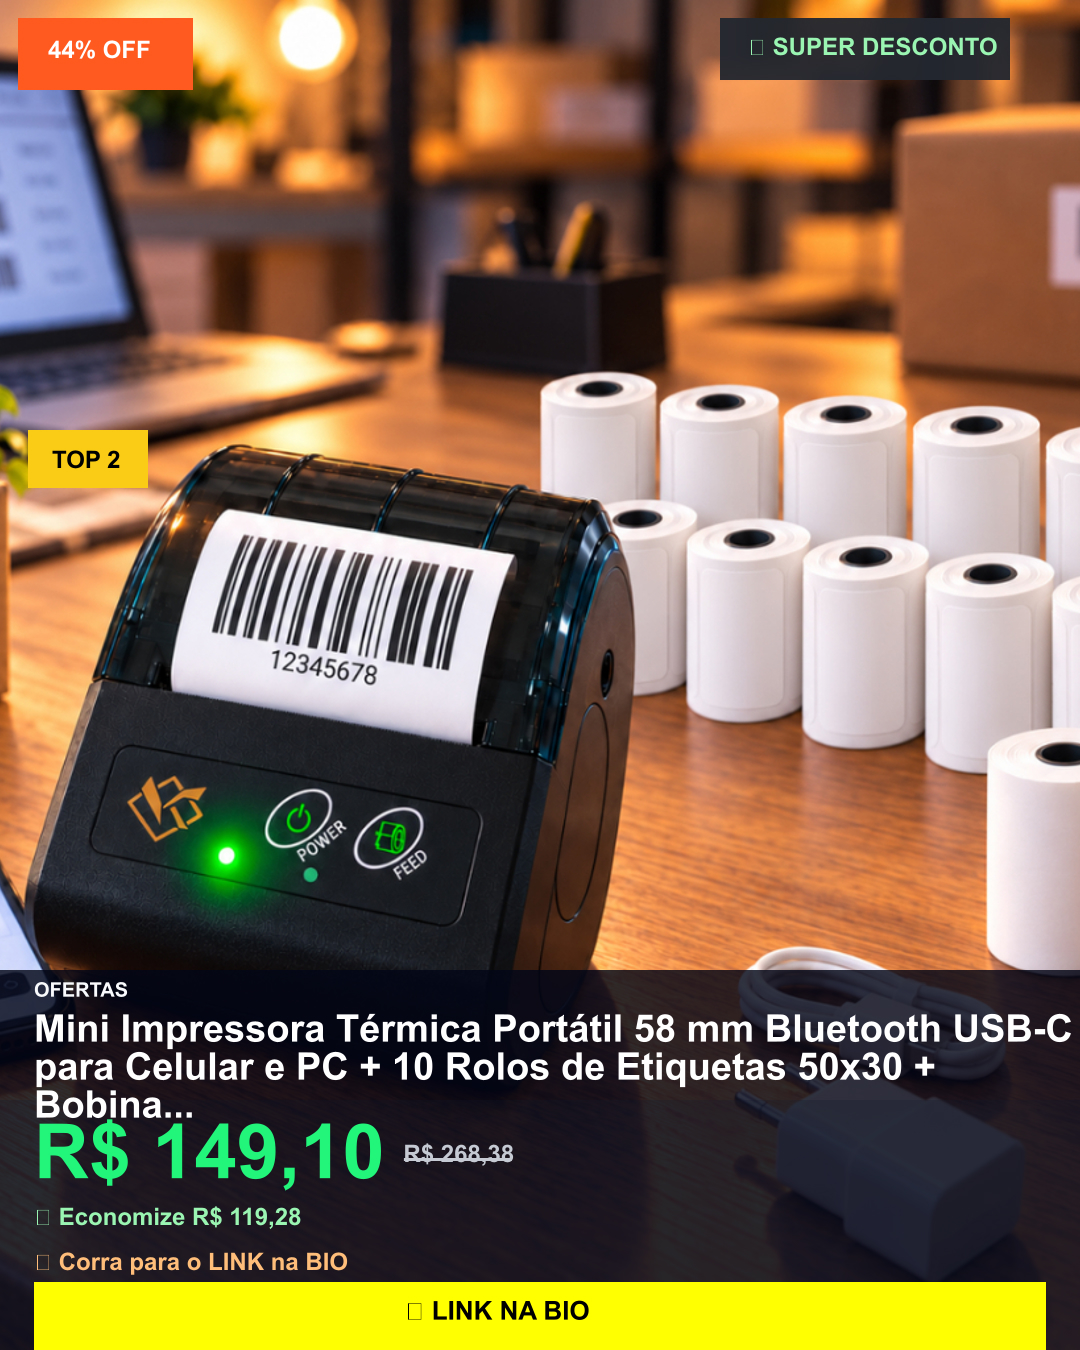 44% OFF
SUPER DESCONTO
TOP 2
12345678
POWER
FEED
OFERTAS
Mini Impressora Térmica Portátil 58 mm Bluetooth USB-C
para Celular e PC + 10 Rolos de Etiquetas 50x30 +
Bobina...
R$ 149,10
R$ 268,38
Economize R$ 119,28
Corra para o LINK na BIO
LINK NA BIO